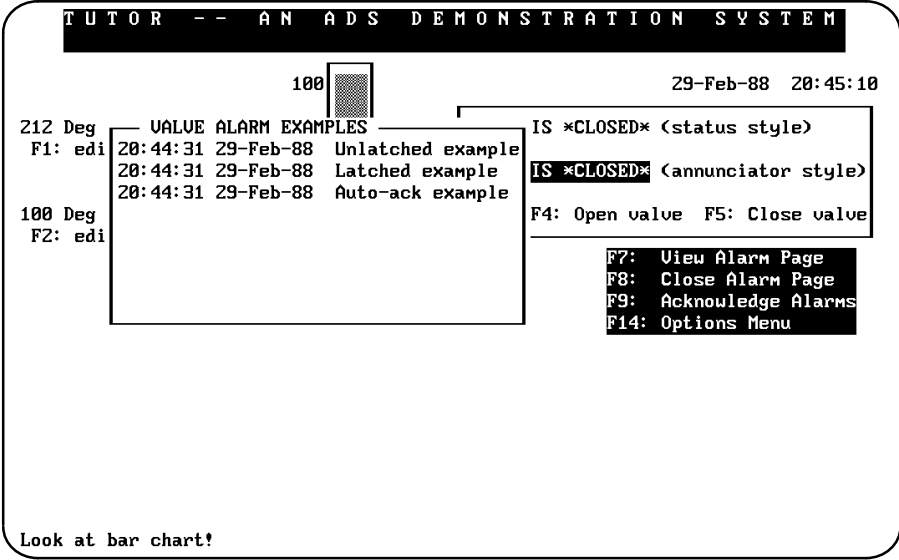 TUTOR -- AN ADS DEMONSTRATION SYSTEM
100
29-Feb-88 20:45:10
212 Deg
F1: edi
VALVE ALARM EXAMPLES
20:44:31 29-Feb-88 Unlatched example
20:44:31 29-Feb-88 Latched example
20:44:31 29-Feb-88 Auto-ack example
100 Deg
F2: edi
IS *CLOSED* (status style)
IS *CLOSED* (annunciator style)
F4: Open valve F5: Close valve
F7: View Alarm Page
F8: Close Alarm Page
F9: Acknowledge Alarms
F14: Options Menu
Look at bar chart!